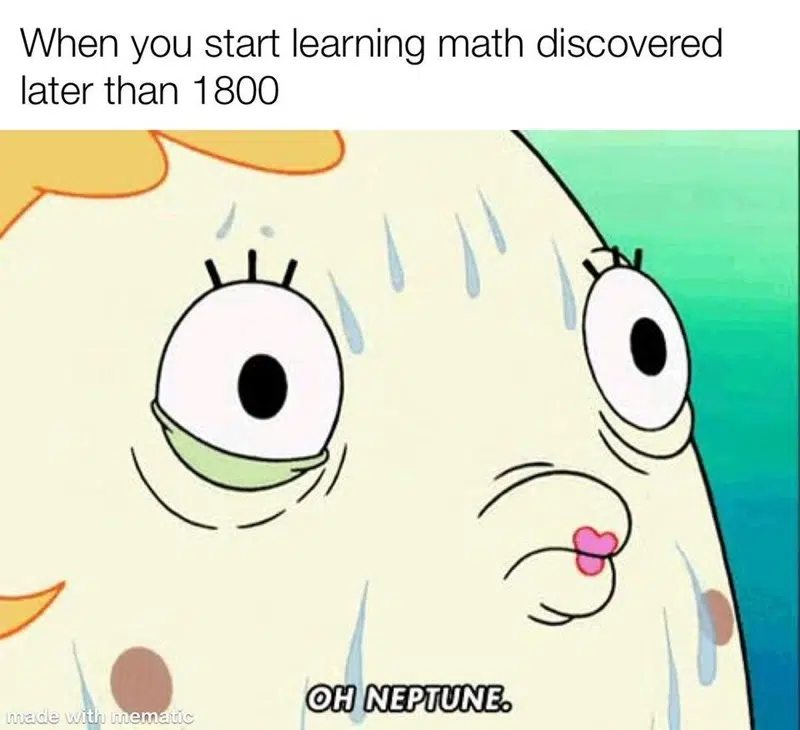 When you start learning math discovered
later than 1800
OH NEPTUNE.
made with mematic